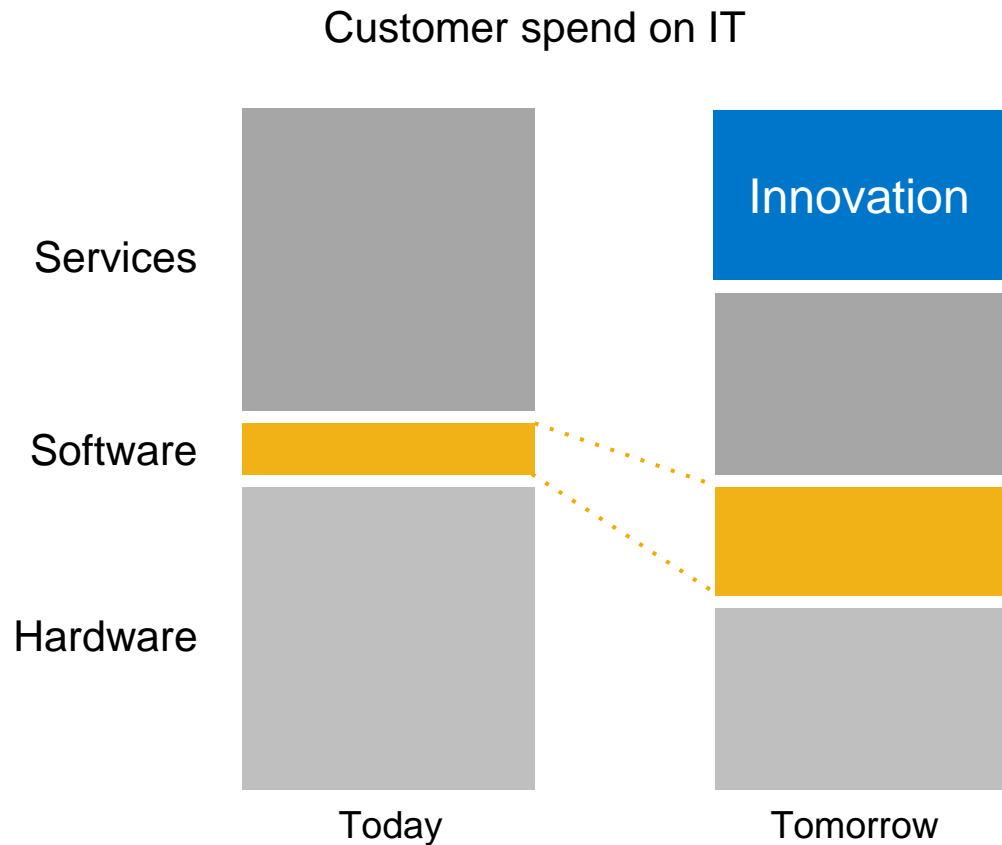 Customer spend on IT
Innovation
Services
Software
Hardware
Today
Tomorrow